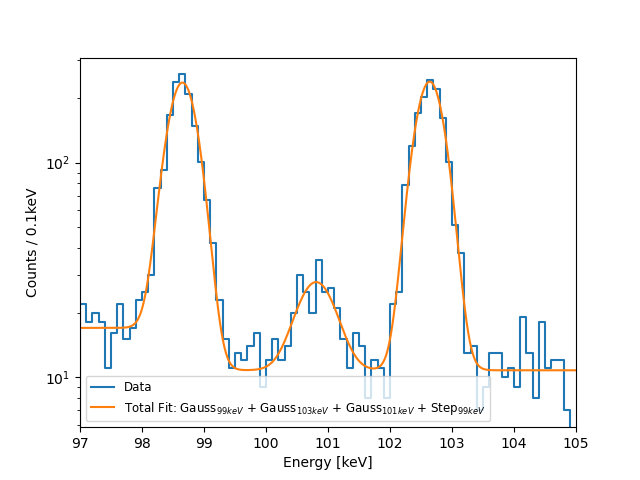 10²
10¹
Counts / 0.1keV
Data
Total Fit: Gauss₉₉ₖₑV + Gauss₁₀₃ₖₑV + Gauss₁₀₁ₖₑV + Step₉₉ₖₑV
97 98 99 100 101 102 103 104 105
Energy [keV]